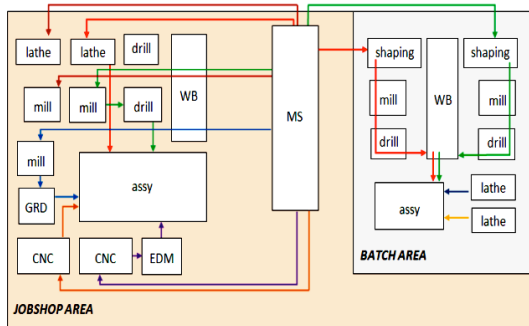 lathe
lathe
drill
WB
MS
shaping
shaping
mill
mill
drill
mill
WB
mill
drill
drill
mill
assy
GRD
assy
lathe
lathe
CNC
CNC
EDM
BATCH AREA
JOBSHOP AREA